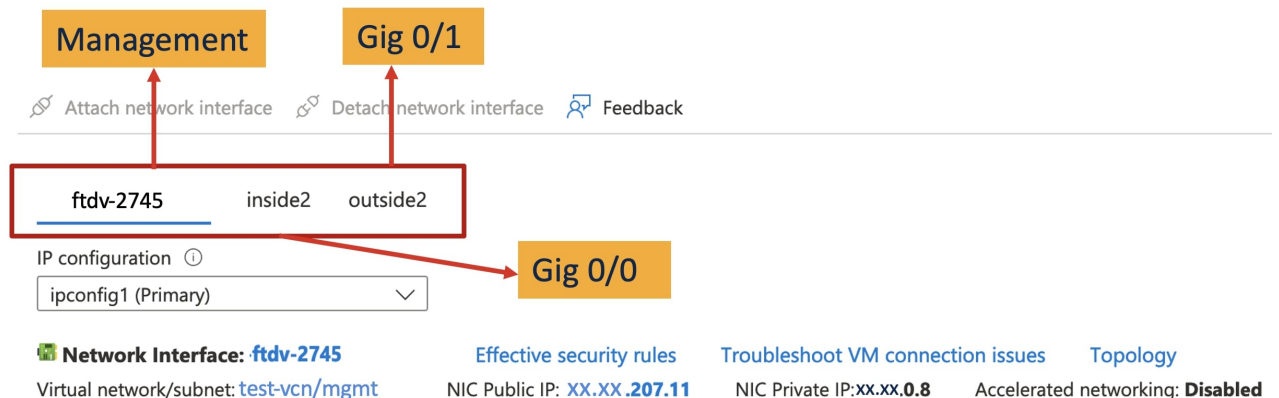 Management
Gig 0/1
Attach network interface
Detach network interface
Feedback
ftdv-2745
inside2
outside2
IP configuration
ipconfig1 (Primary)
Gig 0/0
Network Interface: ftdv-2745
Effective security rules
Troubleshoot VM connection issues
Topology
Virtual network/subnet: test-vcn/mgmt
NIC Public IP: XX.XX.207.11
NIC Private IP:xx.xx.0.8
Accelerated networking: Disabled